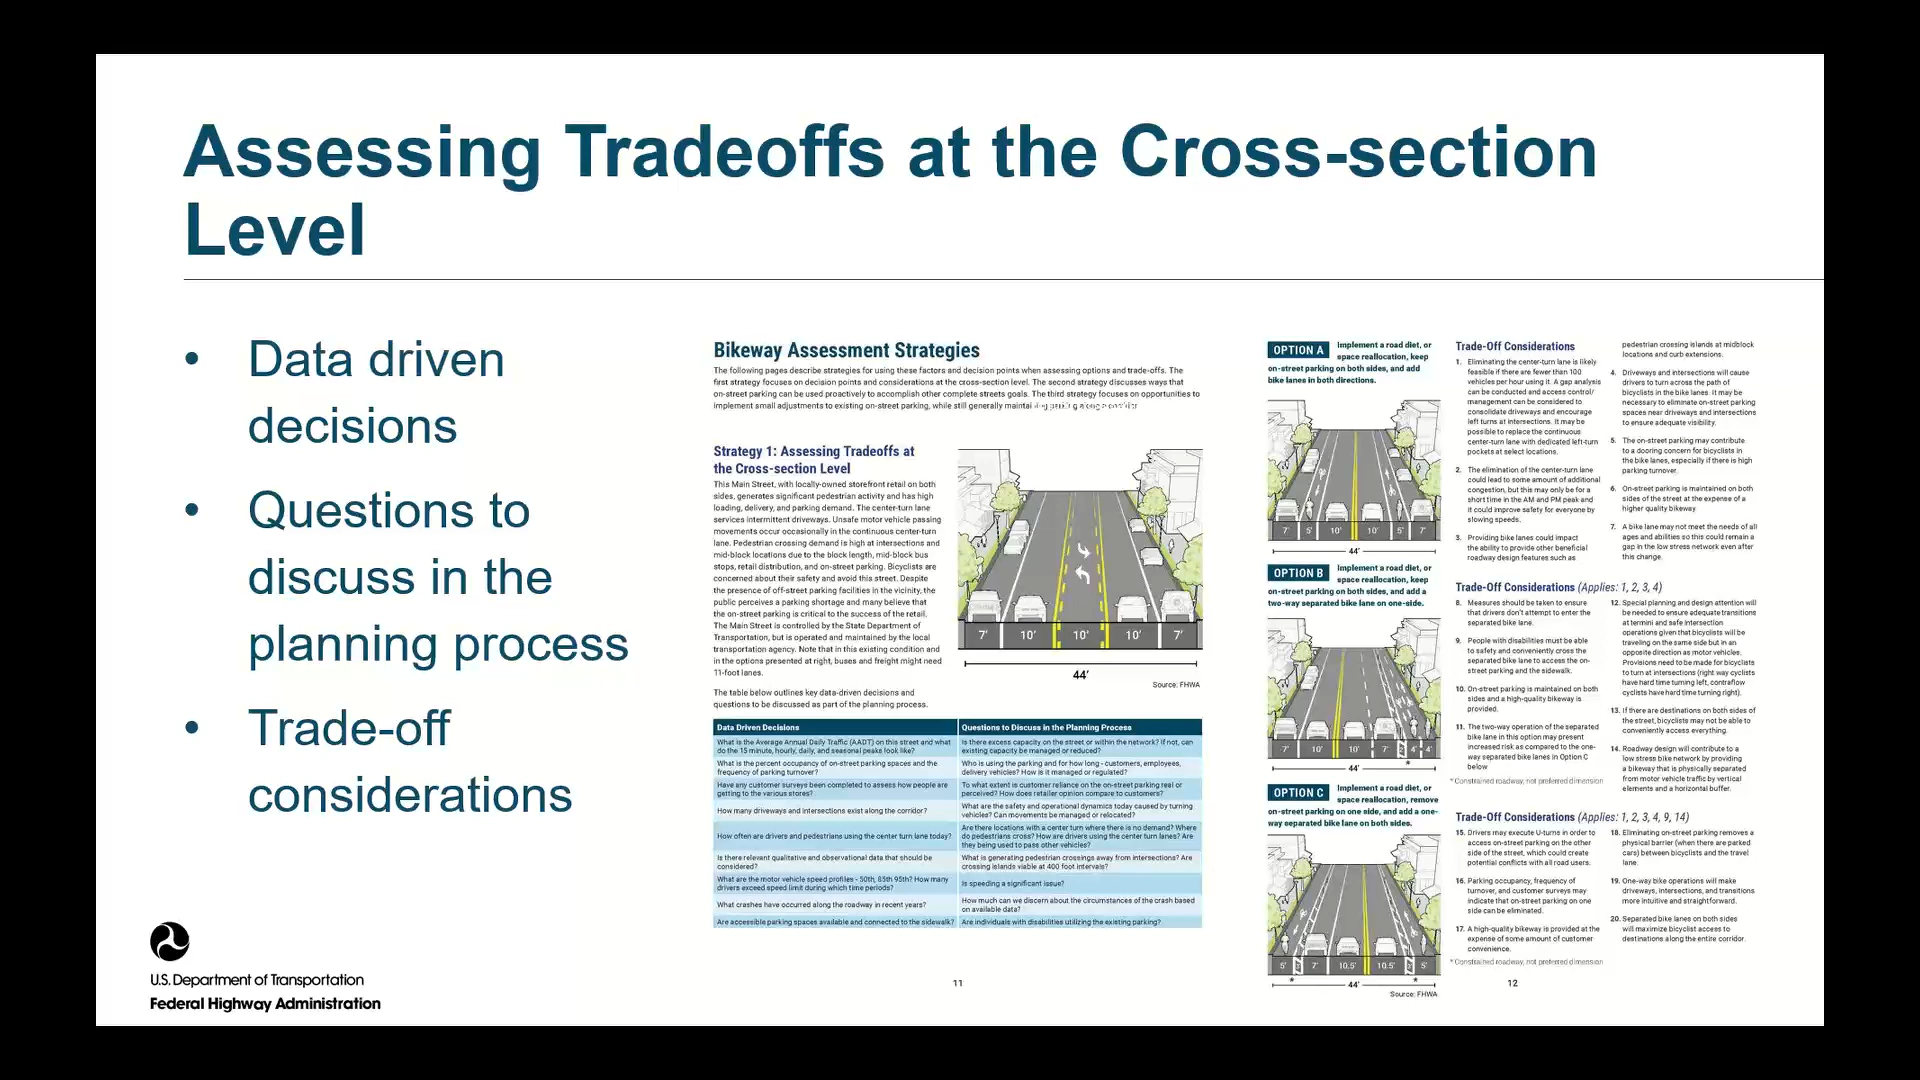 Assessing Tradeoffs at the Cross-section
Level
• Data driven
decisions
• Questions to
discuss in the
planning process
• Trade-off
considerations
U.S. Department of Transportation
Federal Highway Administration
Bikeway Assessment Strategies
The following pages describe strategies for using these factors and decision points when assessing options and trade-offs. The
first strategy focuses on decision points and considerations at the cross-section level. The second strategy discusses ways that
on-street parking can be used proactively to accomplish other complete streets goals. The third strategy focuses on opportunities to
implement small adjustments to existing on-street parking, while still generally
Strategy 1: Assessing Tradeoffs at
the Cross-section Level
This Main Street, with locally-owned storefront retail on both
sides, generates significant pedestrian activity and has high
loading, delivery, and parking demand. The center-turn lane
services intermittent driveways. Unsafe motor vehicle passing
movements occur occasionally in the continuous center-turn
lane. Pedestrian crossing demand is high at intersections and
mid-block locations due to the block length, mid-block bus
stops, retail distribution, and on-street parking. Bicyclists are
concerned about their safety and avoid this street. Despite
the presence of off-street parking facilities in the vicinity, the
public perceives a parking shortage and many believe that
the on-street parking is critical to the success of the retail.
The Main Street is controlled by the State Department of
Transportation, but is operated and maintained by the local
transportation agency. Note that in this existing condition and
in the options presented at right, buses and freight might need
11-foot lanes.
The table below outlines key data-driven decisions and
questions to be discussed as part of the planning process.
7' 10' 10' 10' 7'
44'
Source: FHWA
Data Driven Decisions Questions to Discuss in the Planning Process
What is the Average Annual Daily Traffic (AADT) on this street and what
do the 15 minute, hourly, daily, and seasonal peaks look like?
Is there excess capacity on the street or within the network? If not, can
existing capacity be managed or reduced?
What is the percent occupancy of on-street parking spaces and the
frequency of parking turnover?
Who is using the parking and for how long - customers, employees,
delivery vehicles? How is it managed or regulated?
Have any customer surveys been completed to assess how people are
getting to the various stores?
To what extent is customer reliance on the on-street parking real or
perceived? How does retailer opinion compare to customers?
How many driveways and intersections exist along the corridor?
What are the safety and operational dynamics today caused by turning
vehicles? Can movements be managed or relocated?
How often are drivers and pedestrians using the center turn lane today?
Are there locations with a center turn where there is no demand? Where
do pedestrians cross? How are drivers using the center turn lanes? Are
they being used to pass other vehicles?
Is there relevant qualitative and observational data that should be
considered?
What is generating pedestrian crossings away from intersections? Are
crossing islands viable at 400 foot intervals?
What are the motor vehicle speed profiles - 50th, 85th 95th? How many
drivers exceed speed limit during which time periods?
Is speeding a significant issue?
What crashes have occurred along the roadway in recent years?
How much can we discern about the circumstances of the crash based
on available data?
Are accessible parking spaces available and connected to the sidewalk?
Are individuals with disabilities utilizing the existing parking?
11
OPTION A Implement a road diet, or
space reallocation, keep
on-street parking on both sides, and add
bike lanes in both directions.
7' 5' 10' 10' 5' 7'
44'
Trade-Off Considerations
1. Eliminating the center-turn lane is likely
feasible if there are fewer than 100
vehicles per hour using it. A gap analysis
can be conducted and access control/
management can be considered to
consolidate driveways and encourage
left turns at intersections. It may be
possible to replace the continuous
center-turn lane with dedicated left-turn
pockets at select locations.
2. The elimination of the center-turn lane
could lead to some amount of additional
congestion, but this may only be for a
short time in the AM and PM peak and
it could improve safety for everyone by
slowing speeds.
3. Providing bike lanes could impact
the ability to provide other beneficial
roadway design features such as
pedestrian crossing islands at midblock
locations and curb extensions.
4. Driveways and intersections will cause
drivers to turn across the path of
bicyclists in the bike lanes. It may be
necessary to eliminate on-street parking
spaces near driveways and intersections
to ensure adequate visibility.
5. The on-street parking may contribute
to a dooring concern for bicyclists in
the bike lanes, especially if there is high
parking turnover.
6. On-street parking is maintained on both
sides of the street at the expense of a
higher quality bikeway
7. A bike lane may not meet the needs of all
ages and abilities so this could remain a
gap in the low stress network even after
this change.
OPTION B Implement a road diet, or
space reallocation, keep
on-street parking on both sides, and add a
two-way separated bike lane on one-side.
7' 10' 10' 7' 4' 4'
*
44'
Trade-Off Considerations (Applies: 1, 2, 3, 4)
8. Measures should be taken to ensure
that drivers don't attempt to enter the
separated bike lane.
9. People with disabilities must be able
to safety and conveniently cross the
separated bike lane to access the on-
street parking and the sidewalk.
10. On-street parking is maintained on both
sides and a high-quality bikeway is
provided.
11. The two-way operation of the separated
bike lane in this option may present
increased risk as compared to the one-
way separated bike lanes in Option C
below
12. Special planning and design attention will
be needed to ensure adequate transitions
at termini and safe intersection
operations given that bicyclists will be
traveling on the same side but in an
opposite direction as motor vehicles.
Provisions need to be made for bicyclists
to turn at intersections (right way cyclists
have hard time turning left, contraflow
cyclists have hard time turning right).
13. If there are destinations on both sides of
the street, bicyclists may not be able to
conveniently access everything.
14. Roadway design will contribute to a
low stress bike network by providing
a bikeway that is physically separated
from motor vehicle traffic by vertical
elements and a horizontal buffer.
* Constrained roadway, not preferred dimension
OPTION C Implement a road diet, or
space reallocation, remove
on-street parking on one side, and add a one-
way separated bike lane on both sides.
5' 7' 10.5' 10.5' 5'
* *
44'
Source: FHWA
Trade-Off Considerations (Applies: 1, 2, 3, 4, 9, 14)
15. Drivers may execute U-turns in order to
access on-street parking on the other
side of the street, which could create
potential conflicts with all road users.
16. Parking occupancy, frequency of
turnover, and customer surveys may
indicate that on-street parking on one
side can be eliminated.
17. A high-quality bikeway is provided at the
expense of some amount of customer
convenience.
18. Eliminating on-street parking removes a
physical barrier (when there are parked
cars) between bicyclists and the travel
lane.
19. One-way bike operations will make
driveways, intersections, and transitions
more intuitive and straightforward.
20. Separated bike lanes on both sides
will maximize bicyclist access to
destinations along the entire corridor.
* Constrained roadway, not preferred dimension
12